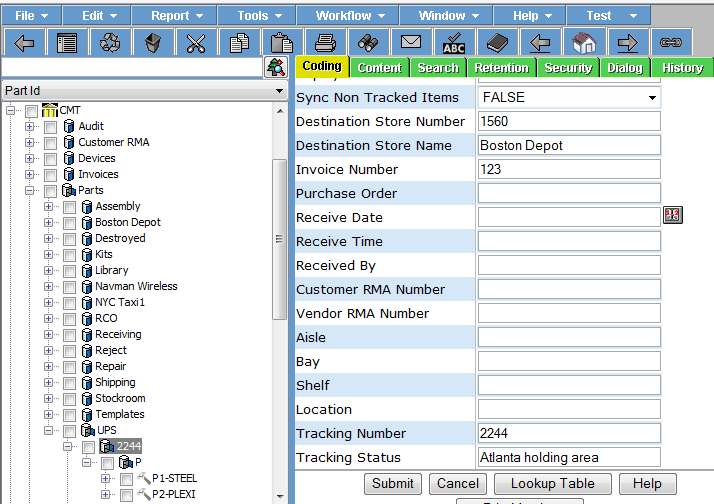 File Edit Report Tools Workflow Window Help Test
ABC
Coding Content Search Retention Security Dialog History
Part Id
CMT
Audit
Customer RMA
Devices
Invoices
Parts
Assembly
Boston Depot
Destroyed
Kits
Library
Navman Wireless
NYC Taxi1
RCO
Receiving
Reject
Repair
Shipping
Stockroom
Templates
UPS
2244
P
P1-STEEL
P2-PLEXI
Sync Non Tracked Items FALSE
Destination Store Number 1560
Destination Store Name Boston Depot
Invoice Number 123
Purchase Order
Receive Date
Receive Time
Received By
Customer RMA Number
Vendor RMA Number
Aisle
Bay
Shelf
Location
Tracking Number 2244
Tracking Status Atlanta holding area
Submit Cancel Lookup Table Help